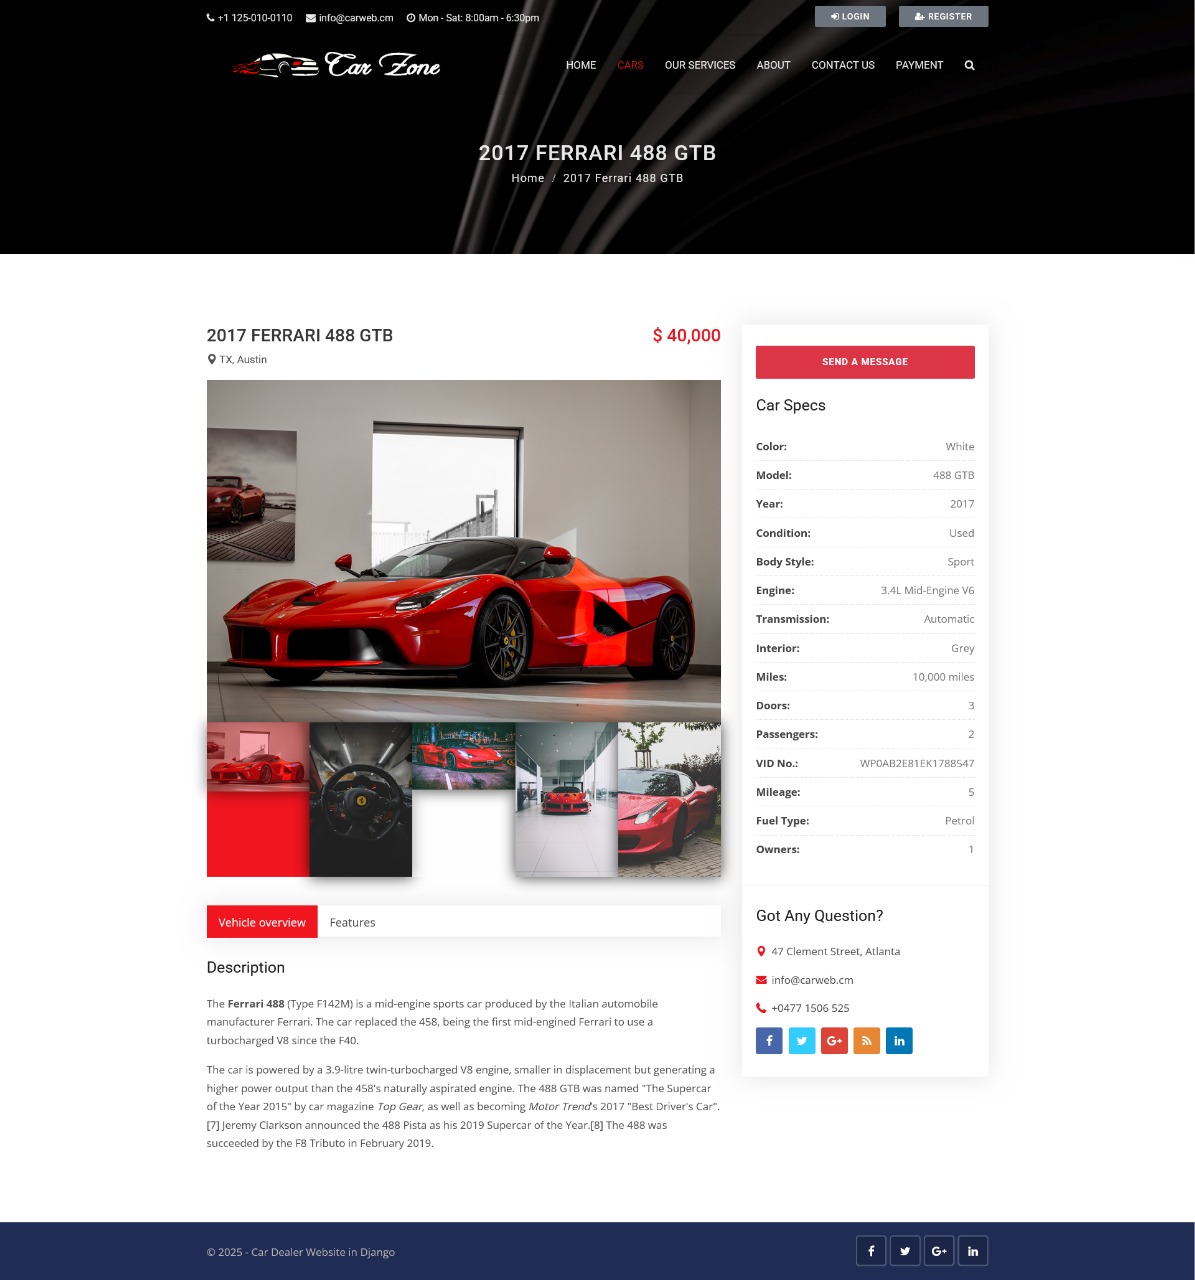 +1 125-010-0110 info@carweb.cm Mon - Sat: 8:00am - 6:30pm LOGIN REGISTER
Car Zone HOME CARS OUR SERVICES ABOUT CONTACT US PAYMENT
2017 FERRARI 488 GTB
Home / 2017 Ferrari 488 GTB
2017 FERRARI 488 GTB $ 40,000
TX, Austin
Vehicle overview Features
Description
The Ferrari 488 (Type F142M) is a mid-engine sports car produced by the Italian automobile
manufacturer Ferrari. The car replaced the 458, being the first mid-engined Ferrari to use a
turbocharged V8 since the F40.
The car is powered by a 3.9-litre twin-turbocharged V8 engine, smaller in displacement but generating a
higher power output than the 458's naturally aspirated engine. The 488 GTB was named "The Supercar
of the Year 2015" by car magazine Top Gear, as well as becoming Motor Trend's 2017 "Best Driver's Car".
[7] Jeremy Clarkson announced the 488 Pista as his 2019 Supercar of the Year.[8] The 488 was
succeeded by the F8 Tributo in February 2019.
SEND A MESSAGE
Car Specs
Color: White
Model: 488 GTB
Year: 2017
Condition: Used
Body Style: Sport
Engine: 3.4L Mid-Engine V6
Transmission: Automatic
Interior: Grey
Miles: 10,000 miles
Doors: 3
Passengers: 2
VID No.: WP0AB2E81EK1788547
Mileage: 5
Fuel Type: Petrol
Owners: 1
Got Any Question?
47 Clement Street, Atlanta
info@carweb.cm
+0477 1506 525
© 2025 - Car Dealer Website in Django